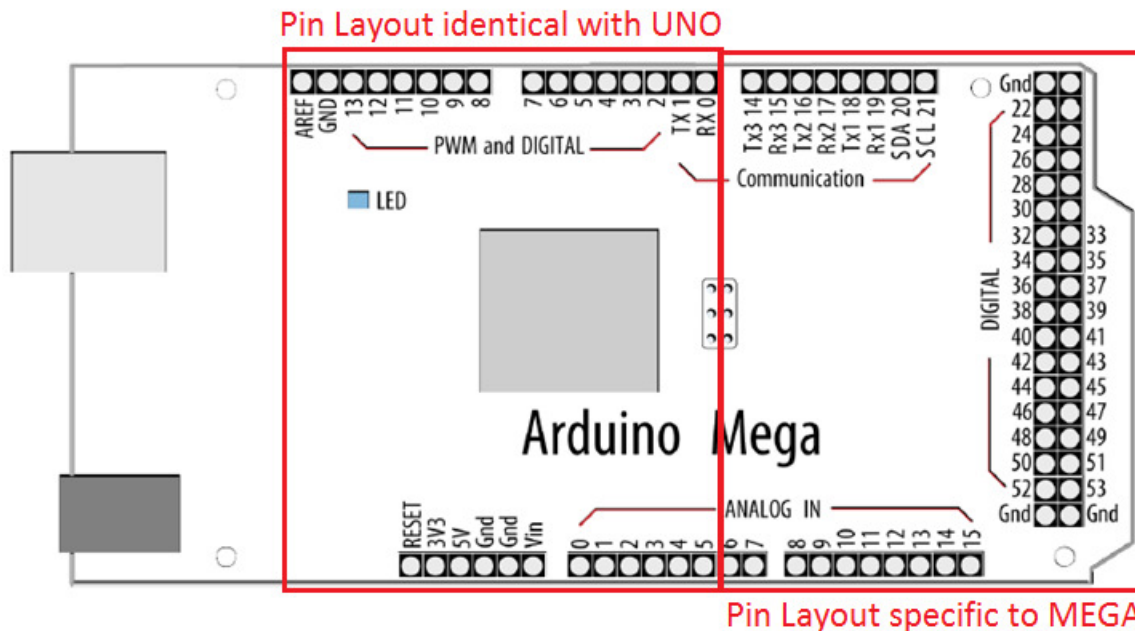 Pin Layout identical with UNO
AREF
GND
13
12
11
10
9
8
7
6
5
4
3
2
TX 1
RX 0
Tx3 14
Rx3 15
Tx2 16
Rx2 17
Tx1 18
Rx1 19
SDA 20
SCL 21
PWM and DIGITAL
Communication
LED
Gnd
22
24
26
28
30
32 33
34 35
36 37
38 39
40 41
42 43
44 45
46 47
48 49
50 51
52 53
Gnd Gnd
DIGITAL
Arduino Mega
RESET
3V3
5V
Gnd
Gnd
Vin
ANALOG IN
0
1
2
3
4
5
6
7
8
9
10
11
12
13
14
15
Pin Layout specific to MEGA